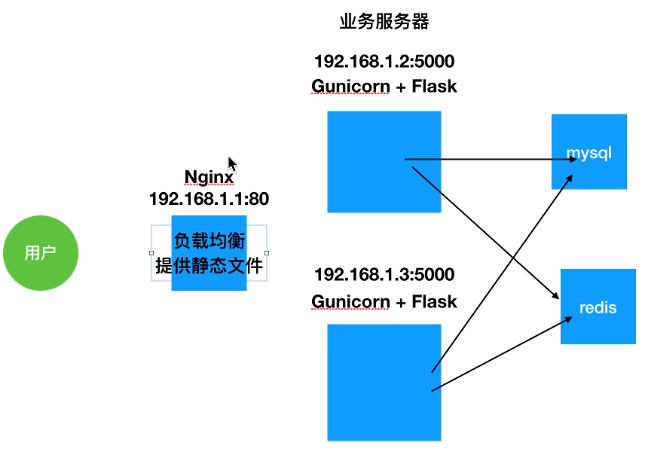 业务服务器
192.168.1.2:5000
Gunicorn + Flask
mysql
Nginx
192.168.1.1:80
负载均衡
提供静态文件
用户
192.168.1.3:5000
Gunicorn + Flask
redis